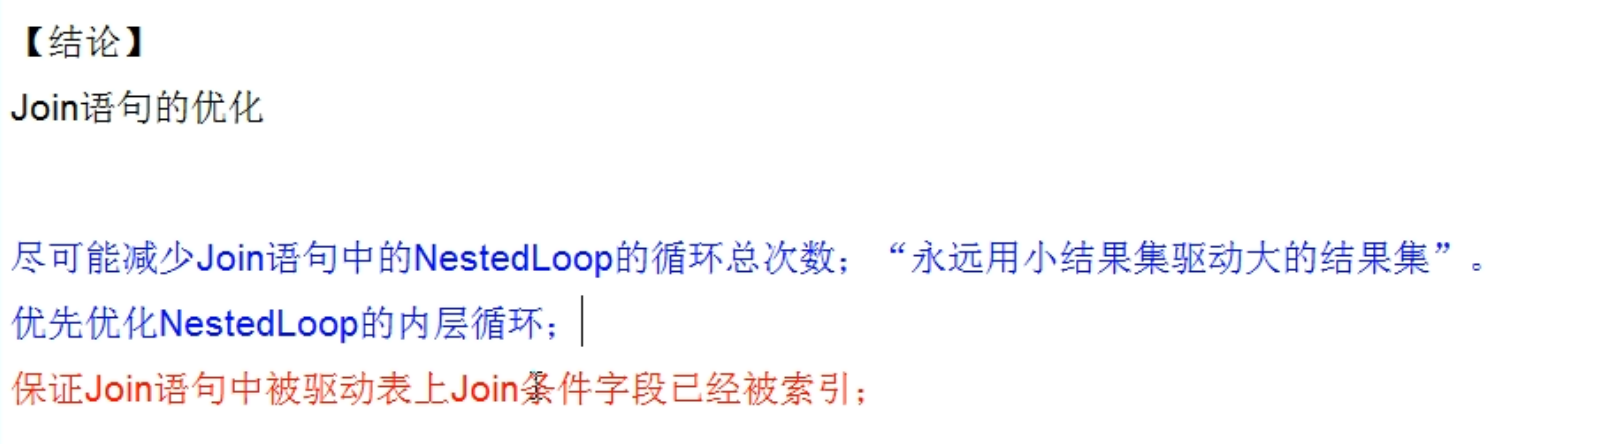 【结论】
Join语句的优化
尽可能减少Join语句中的NestedLoop的循环总次数；“永远用小结果集驱动大的结果集”。
优先优化NestedLoop的内层循环；
保证Join语句中被驱动表上Join条件字段已经被索引；